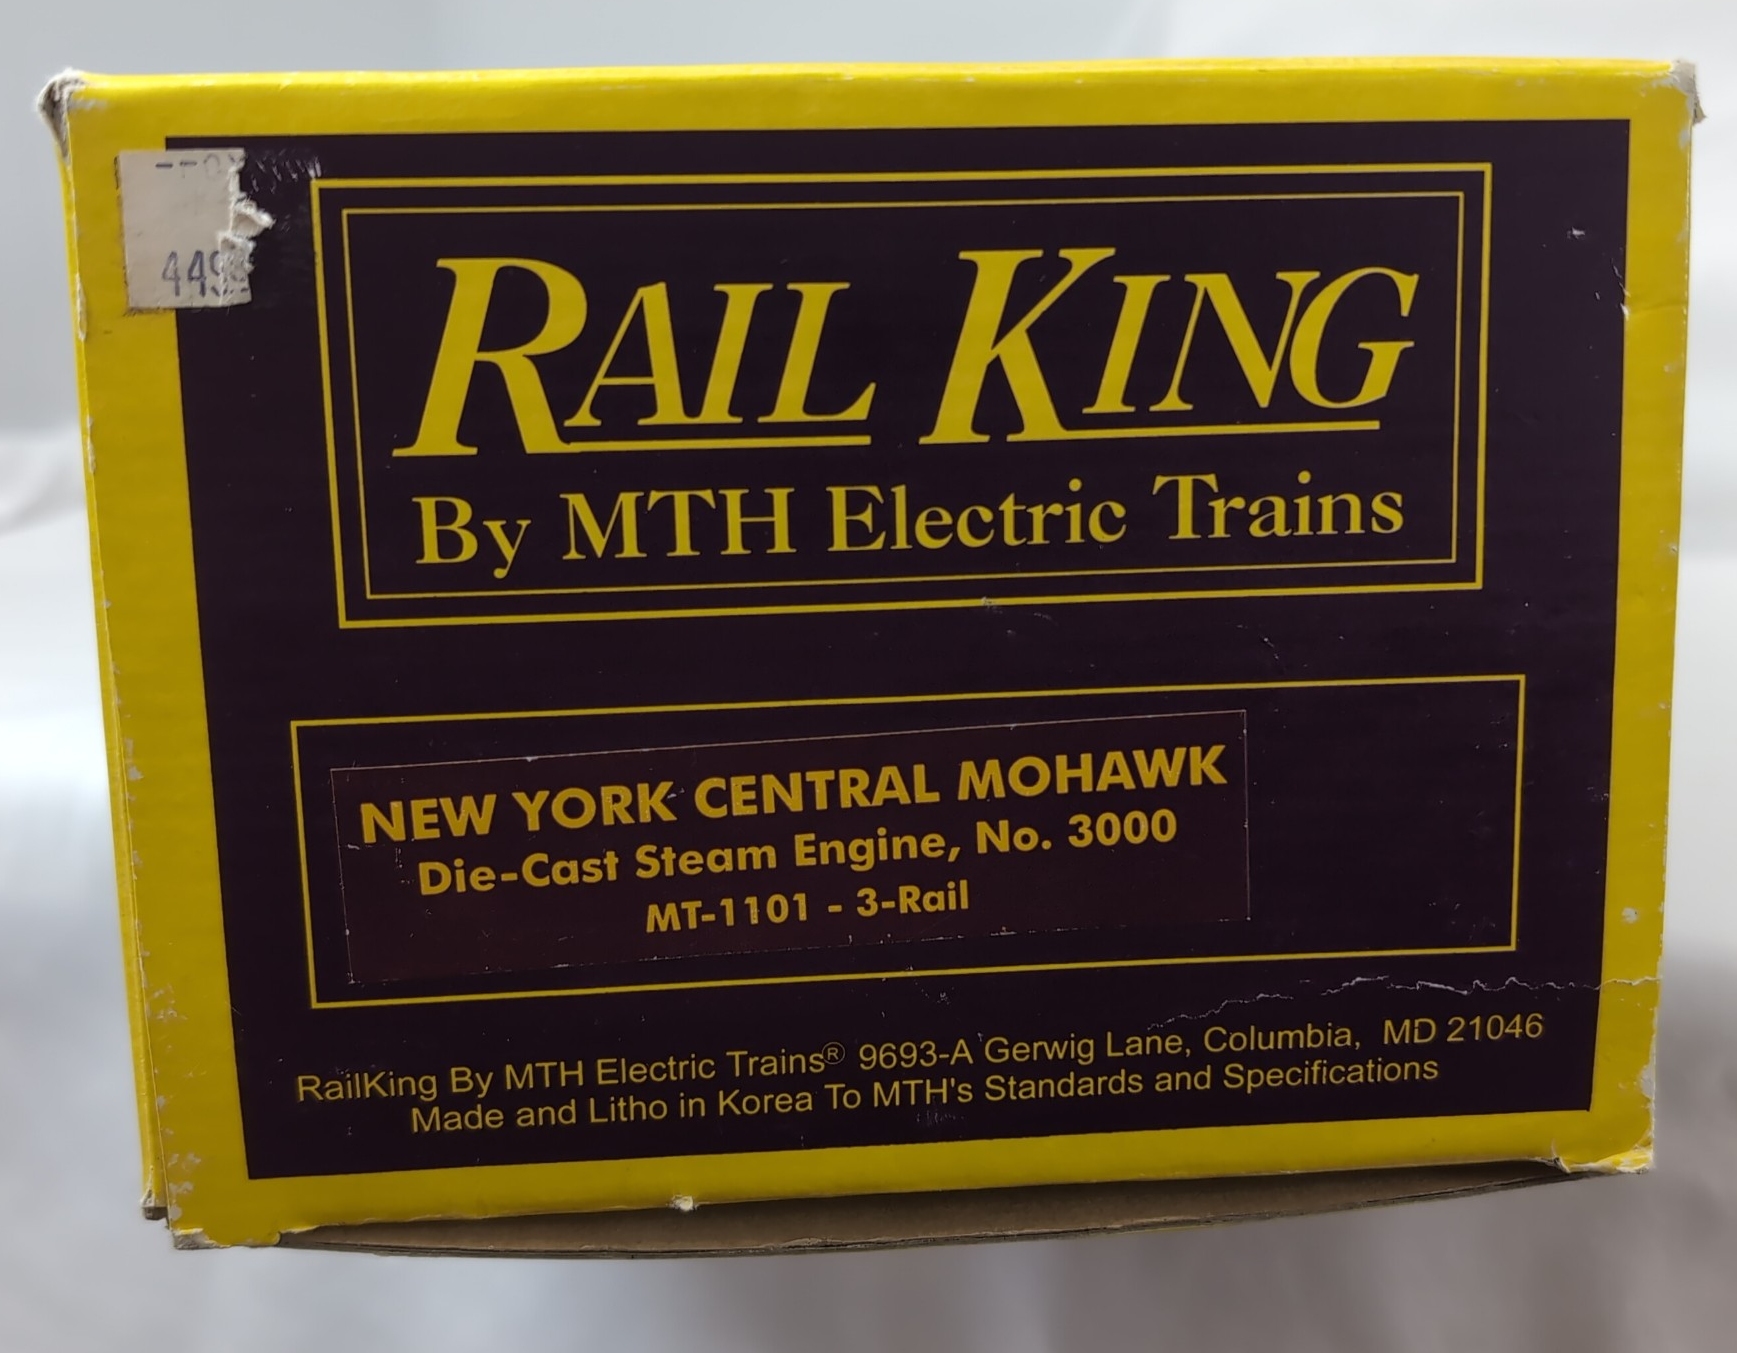 RAIL KING
By MTH Electric Trains
NEW YORK CENTRAL MOHAWK
Die-Cast Steam Engine, No. 3000
MT-1101 - 3-Rail
RailKing By MTH Electric Trains® 9693-A Gerwig Lane, Columbia, MD 21046
Made and Litho in Korea To MTH's Standards and Specifications